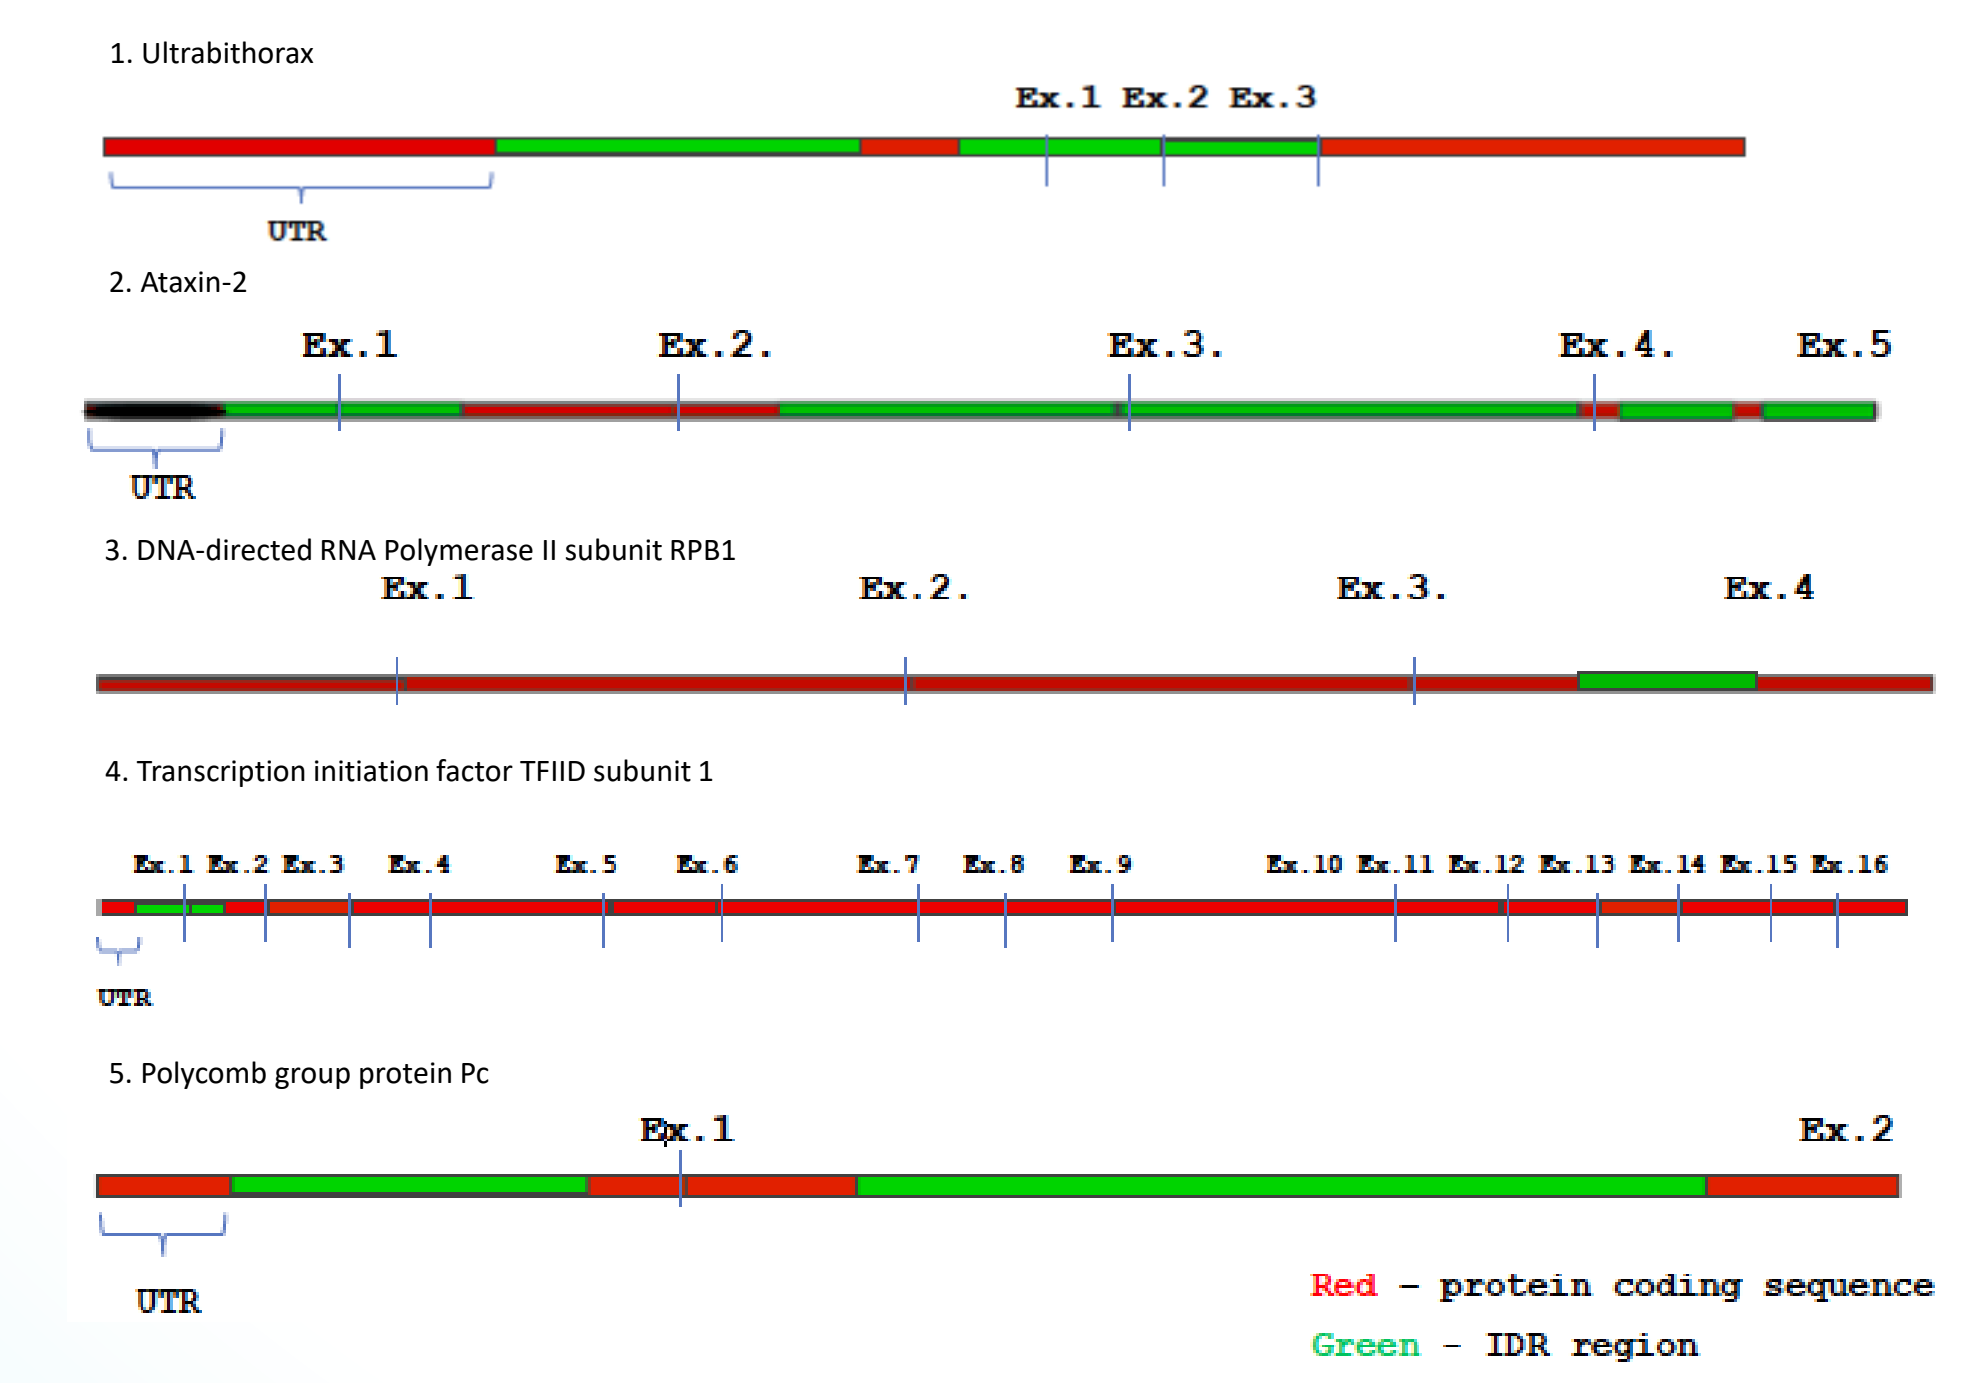 1. Ultrabithorax
Ex.1 Ex.2 Ex.3
UTR
2. Ataxin-2
Ex.1 Ex.2. Ex.3. Ex.4. Ex.5
UTR
3. DNA-directed RNA Polymerase II subunit RPB1
Ex.1 Ex.2. Ex.3. Ex.4
4. Transcription initiation factor TFIID subunit 1
Ex.1 Ex.2 Ex.3 Ex.4 Ex.5 Ex.6 Ex.7 Ex.8 Ex.9 Ex.10 Ex.11 Ex.12 Ex.13 Ex.14 Ex.15 Ex.16
UTR
5. Polycomb group protein Pc
Ex.1 Ex.2
UTR
Red – protein coding sequence
Green – IDR region